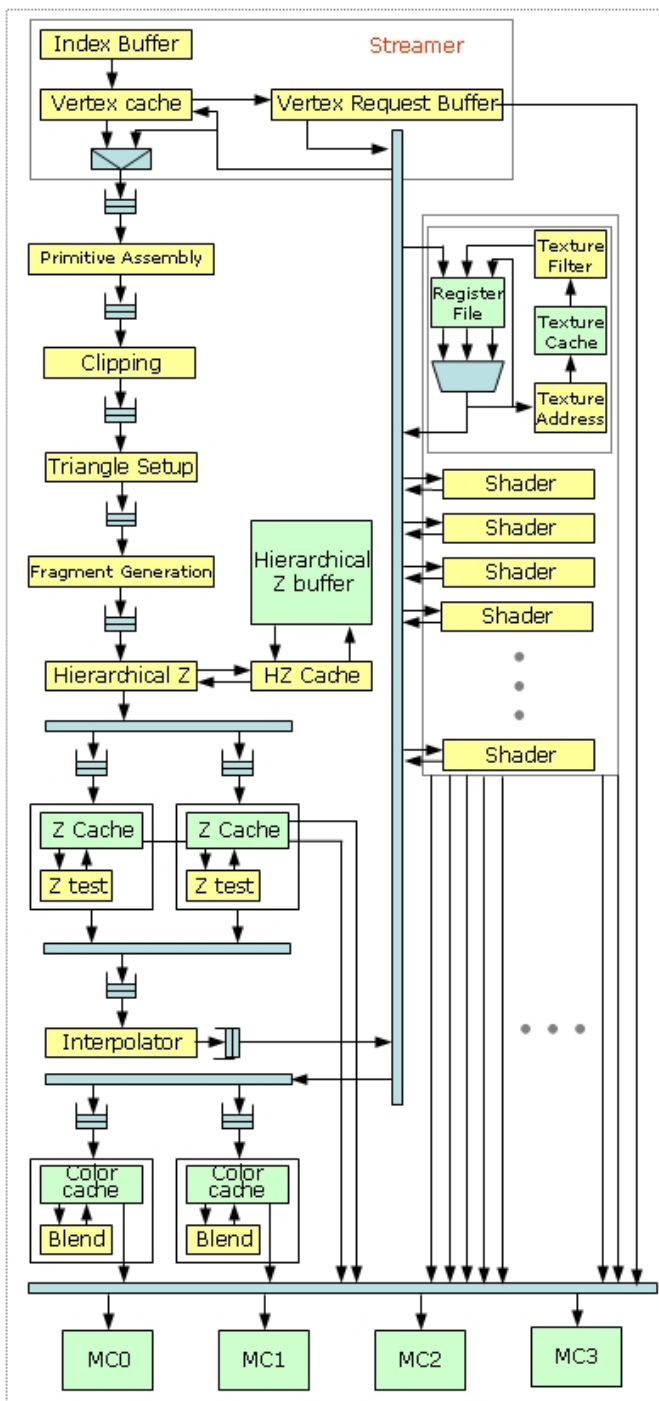 Index Buffer
Streamer
Vertex cache
Vertex Request Buffer
Primitive Assembly
Texture
Filter
Register
File
Texture
Cache
Clipping
Texture
Address
Triangle Setup
Shader
Shader
Hierarchical
Z buffer
Fragment Generation
Shader
Shader
Hierarchical Z
HZ Cache
Shader
Z Cache
Z Cache
Z test
Z test
Interpolator
Color
cache
Color
cache
Blend
Blend
MC0
MC1
MC2
MC3